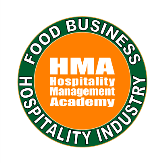 FOOD BUSINESS
HMA
Hospitality
Management
Academy
HOSPITALITY INDUSTRY